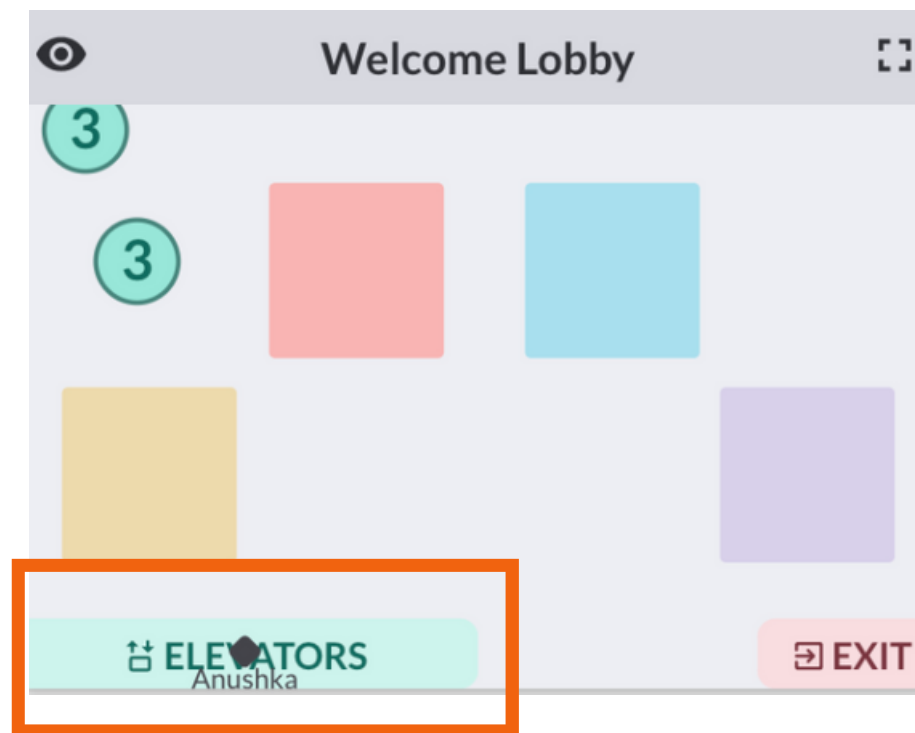 Welcome Lobby
3
3
ELEVATORS
Anushka
EXIT